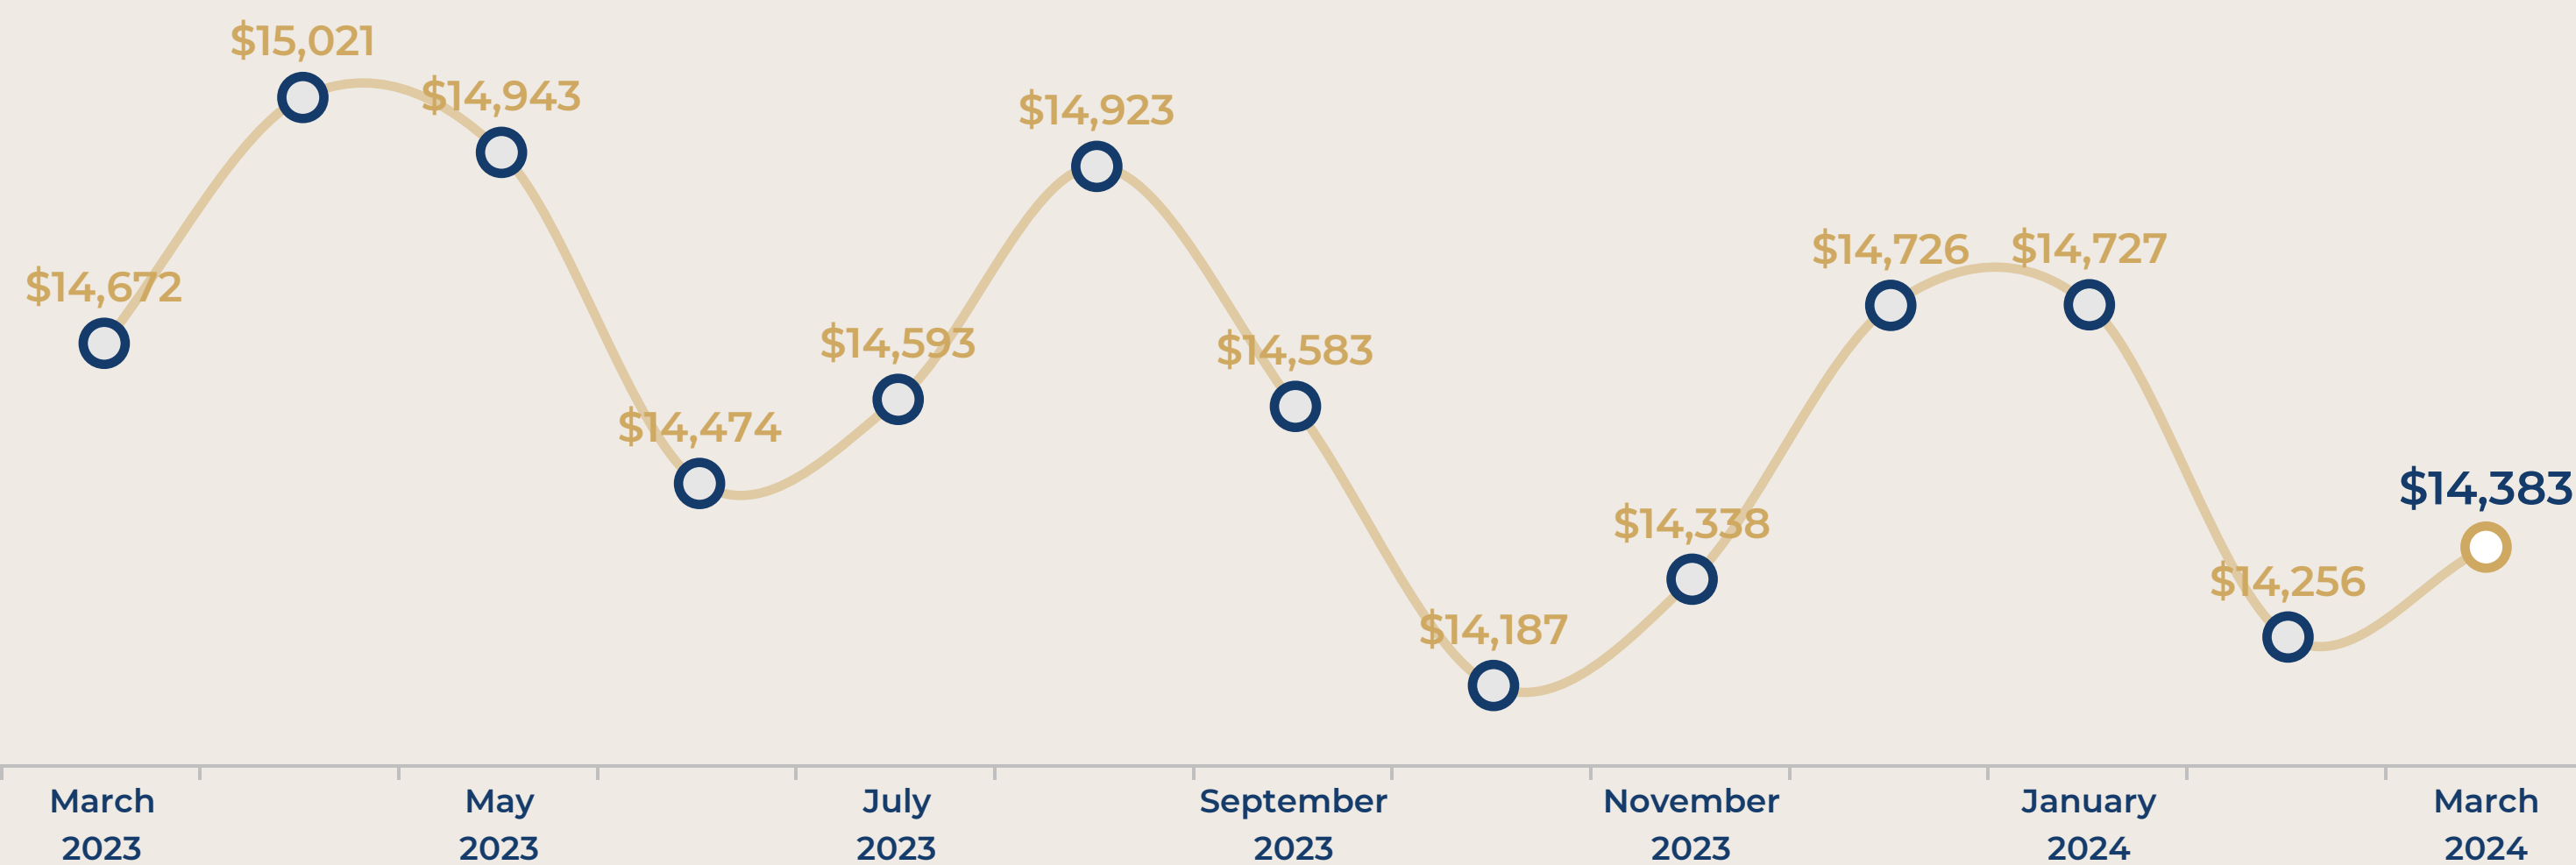 $15,021
$14,943
$14,923
$14,726
$14,727
$14,672
$14,593
$14,583
$14,474
$14,383
$14,338
$14,256
$14,187
March
2023
May
2023
July
2023
September
2023
November
2023
January
2024
March
2024